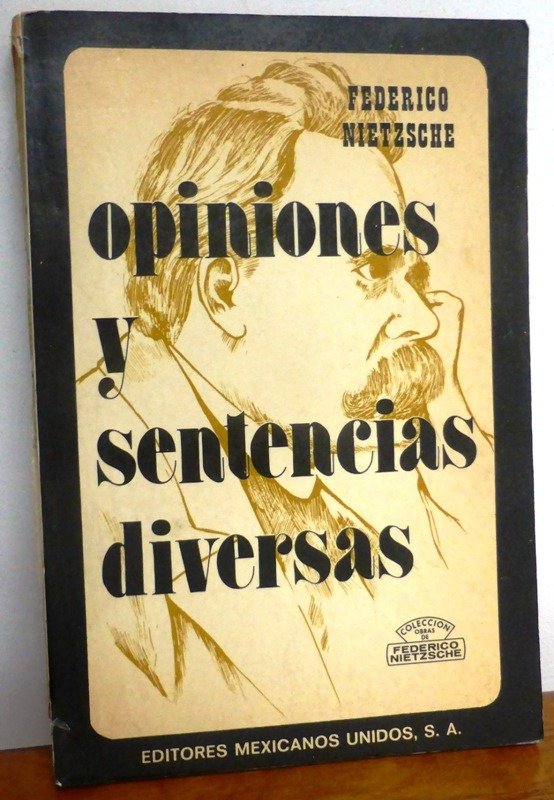 FEDERICO
NIETZSCHE
opiniones
y
sentencias
diversas
COLECCION
OBRAS
DE
FEDERICO
NIETZSCHE
EDITORES MEXICANOS UNIDOS, S. A.